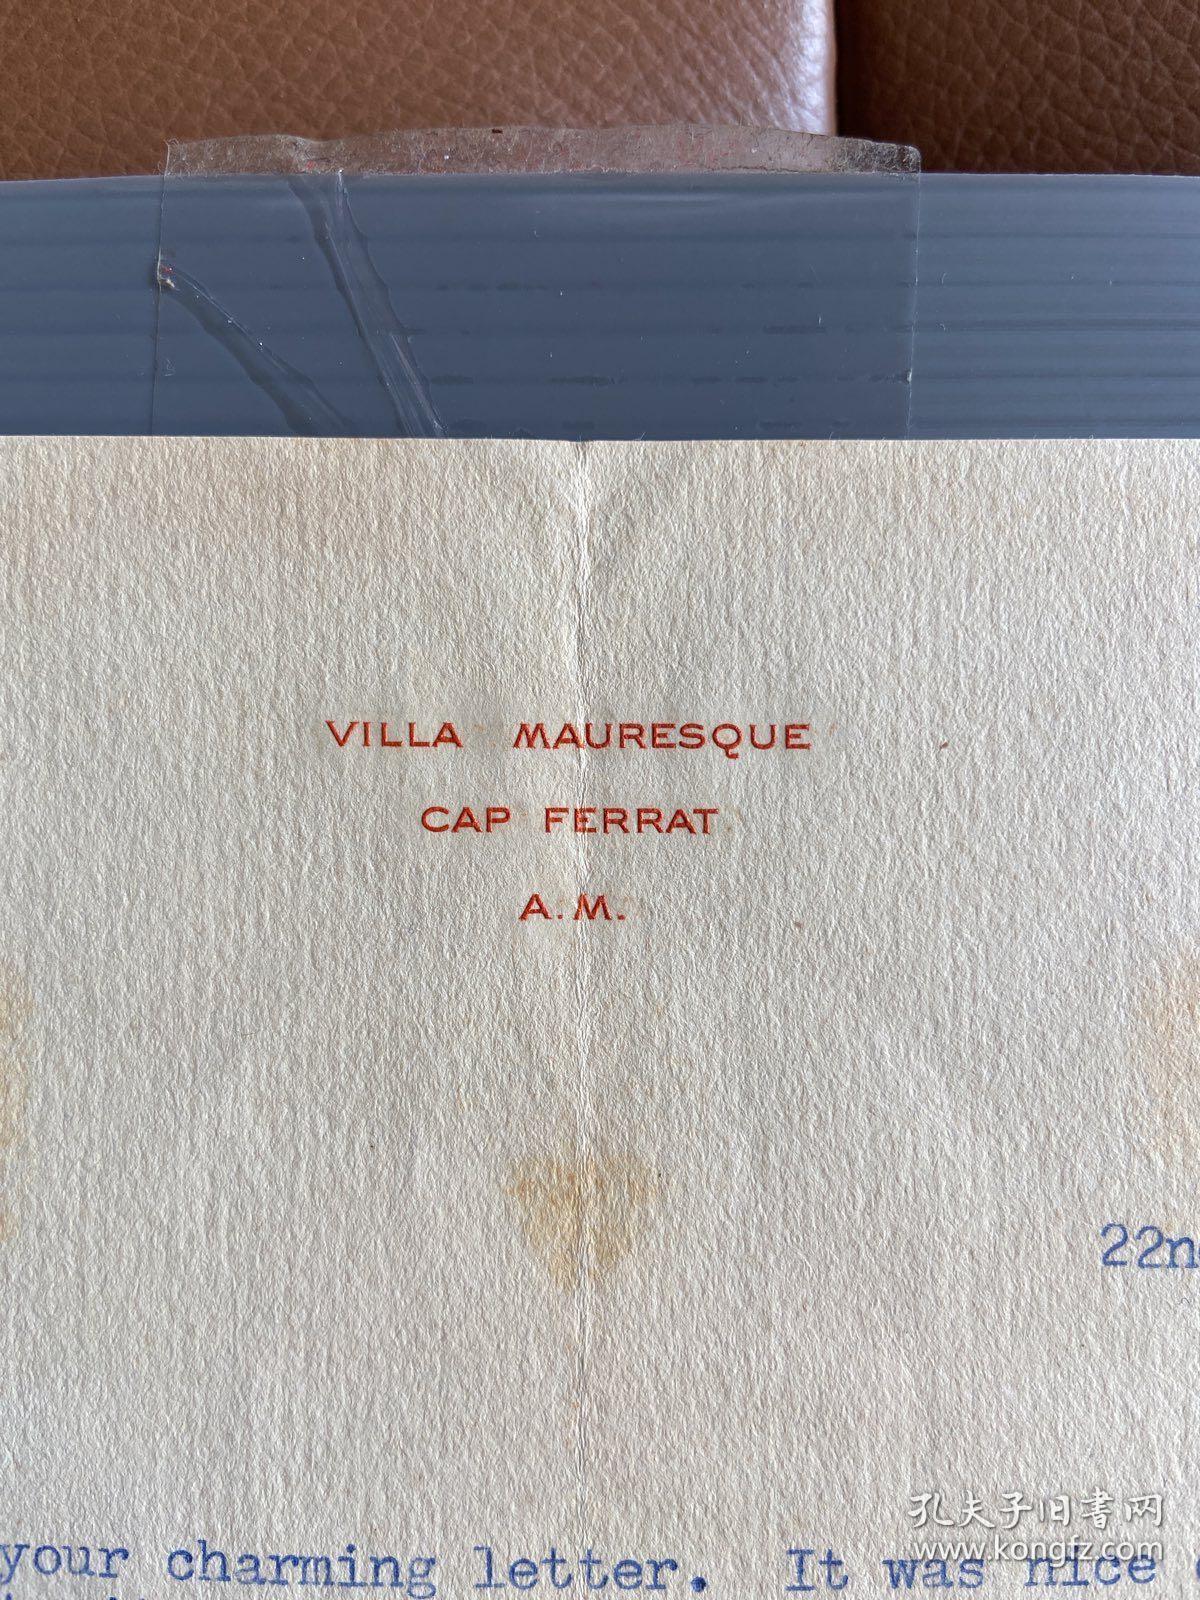 VILLA MAURESQUE
CAP FERRAT
A.M.
22n
your charming letter. It was nice
孔夫子旧書网
www.kongfz.com